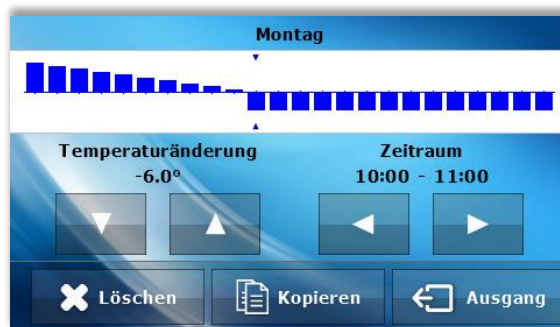 Montag
Temperaturänderung Zeitraum
-6.0° 10:00 - 11:00
Löschen Kopieren Ausgang